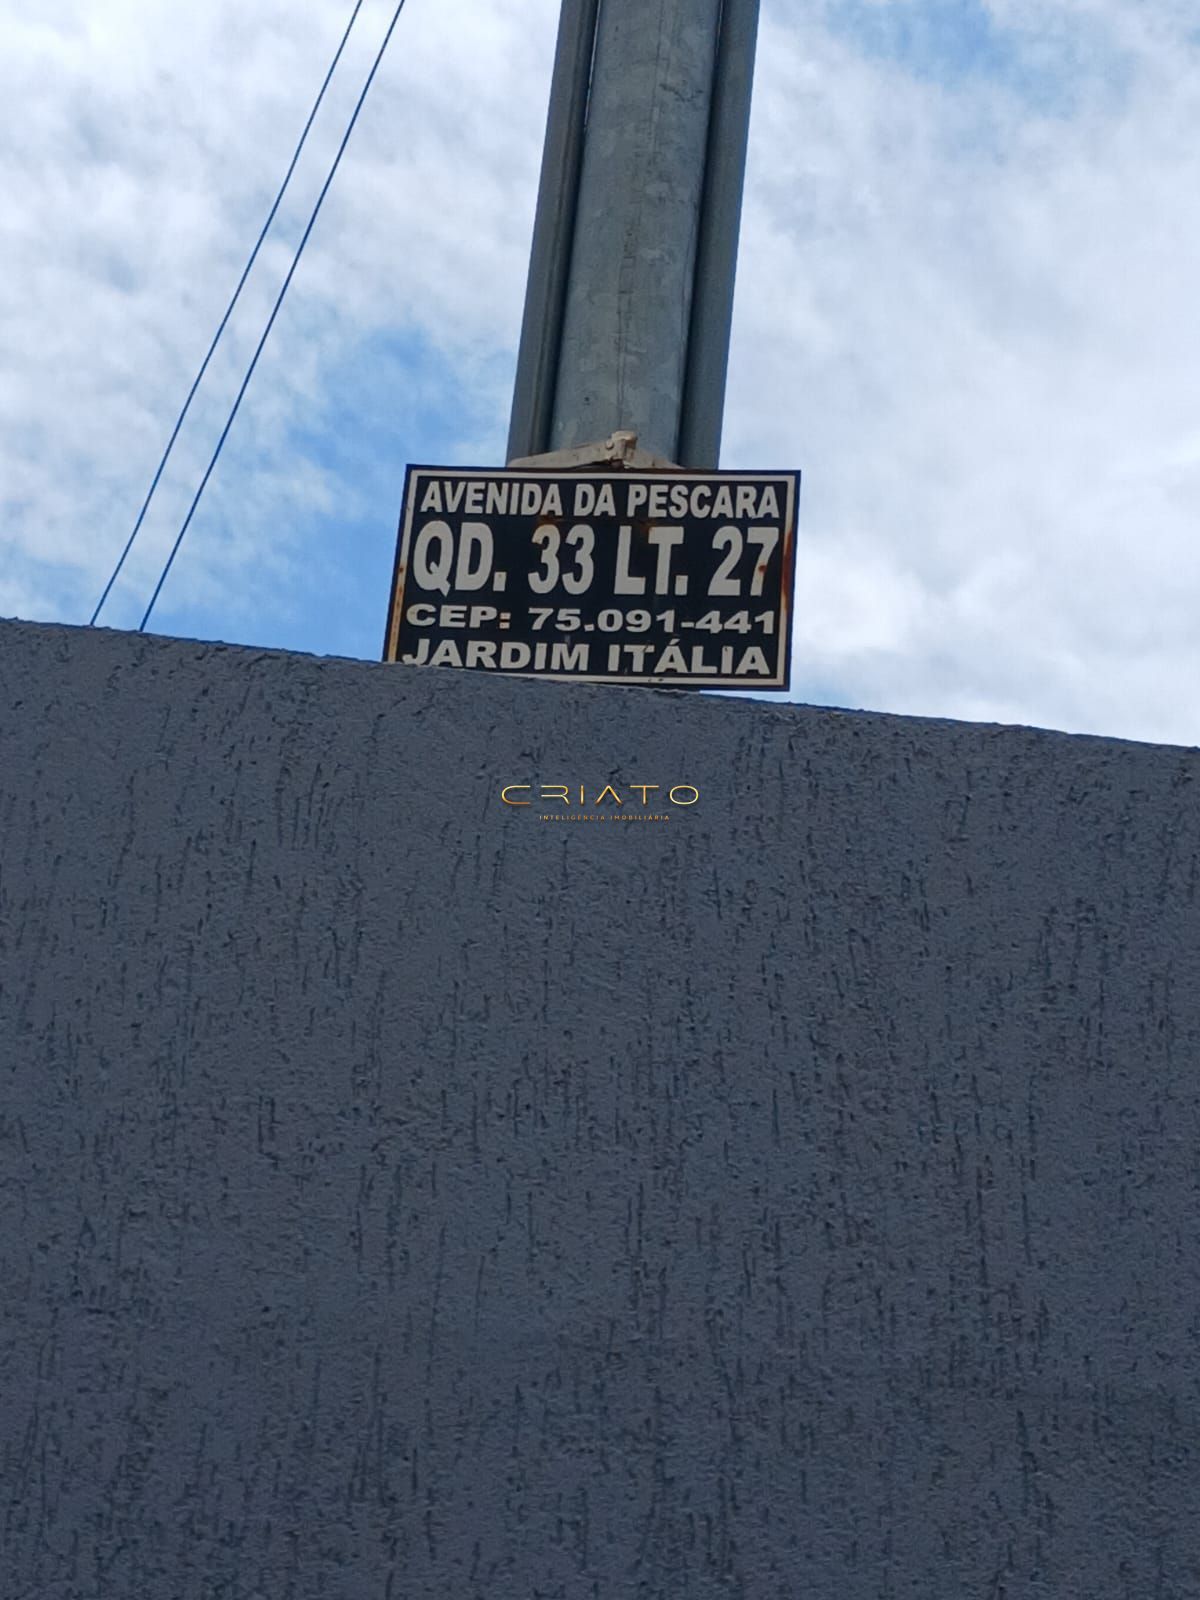 AVENIDA DA PESCARA
QD. 33 LT. 27
CEP: 75.091-441
JARDIM ITÁLIA
CRIATO
INTELIGÊNCIA IMOBILIÁRIA